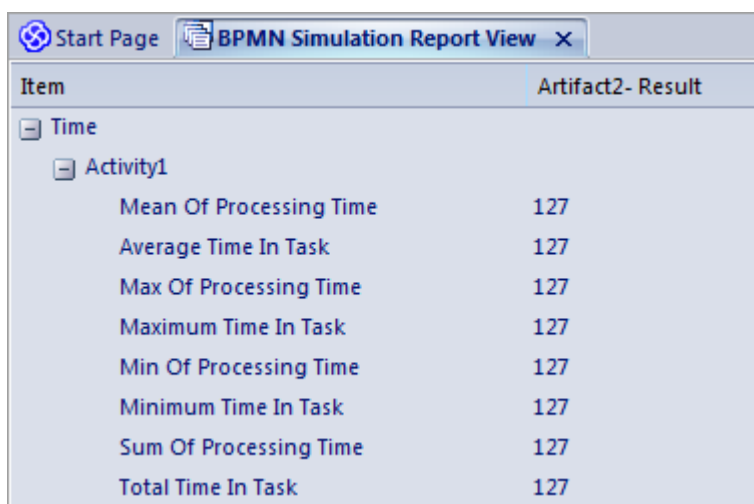 Start Page BPMN Simulation Report View X
Item Artifact2- Result
Time
Activity1
Mean Of Processing Time 127
Average Time In Task 127
Max Of Processing Time 127
Maximum Time In Task 127
Min Of Processing Time 127
Minimum Time In Task 127
Sum Of Processing Time 127
Total Time In Task 127